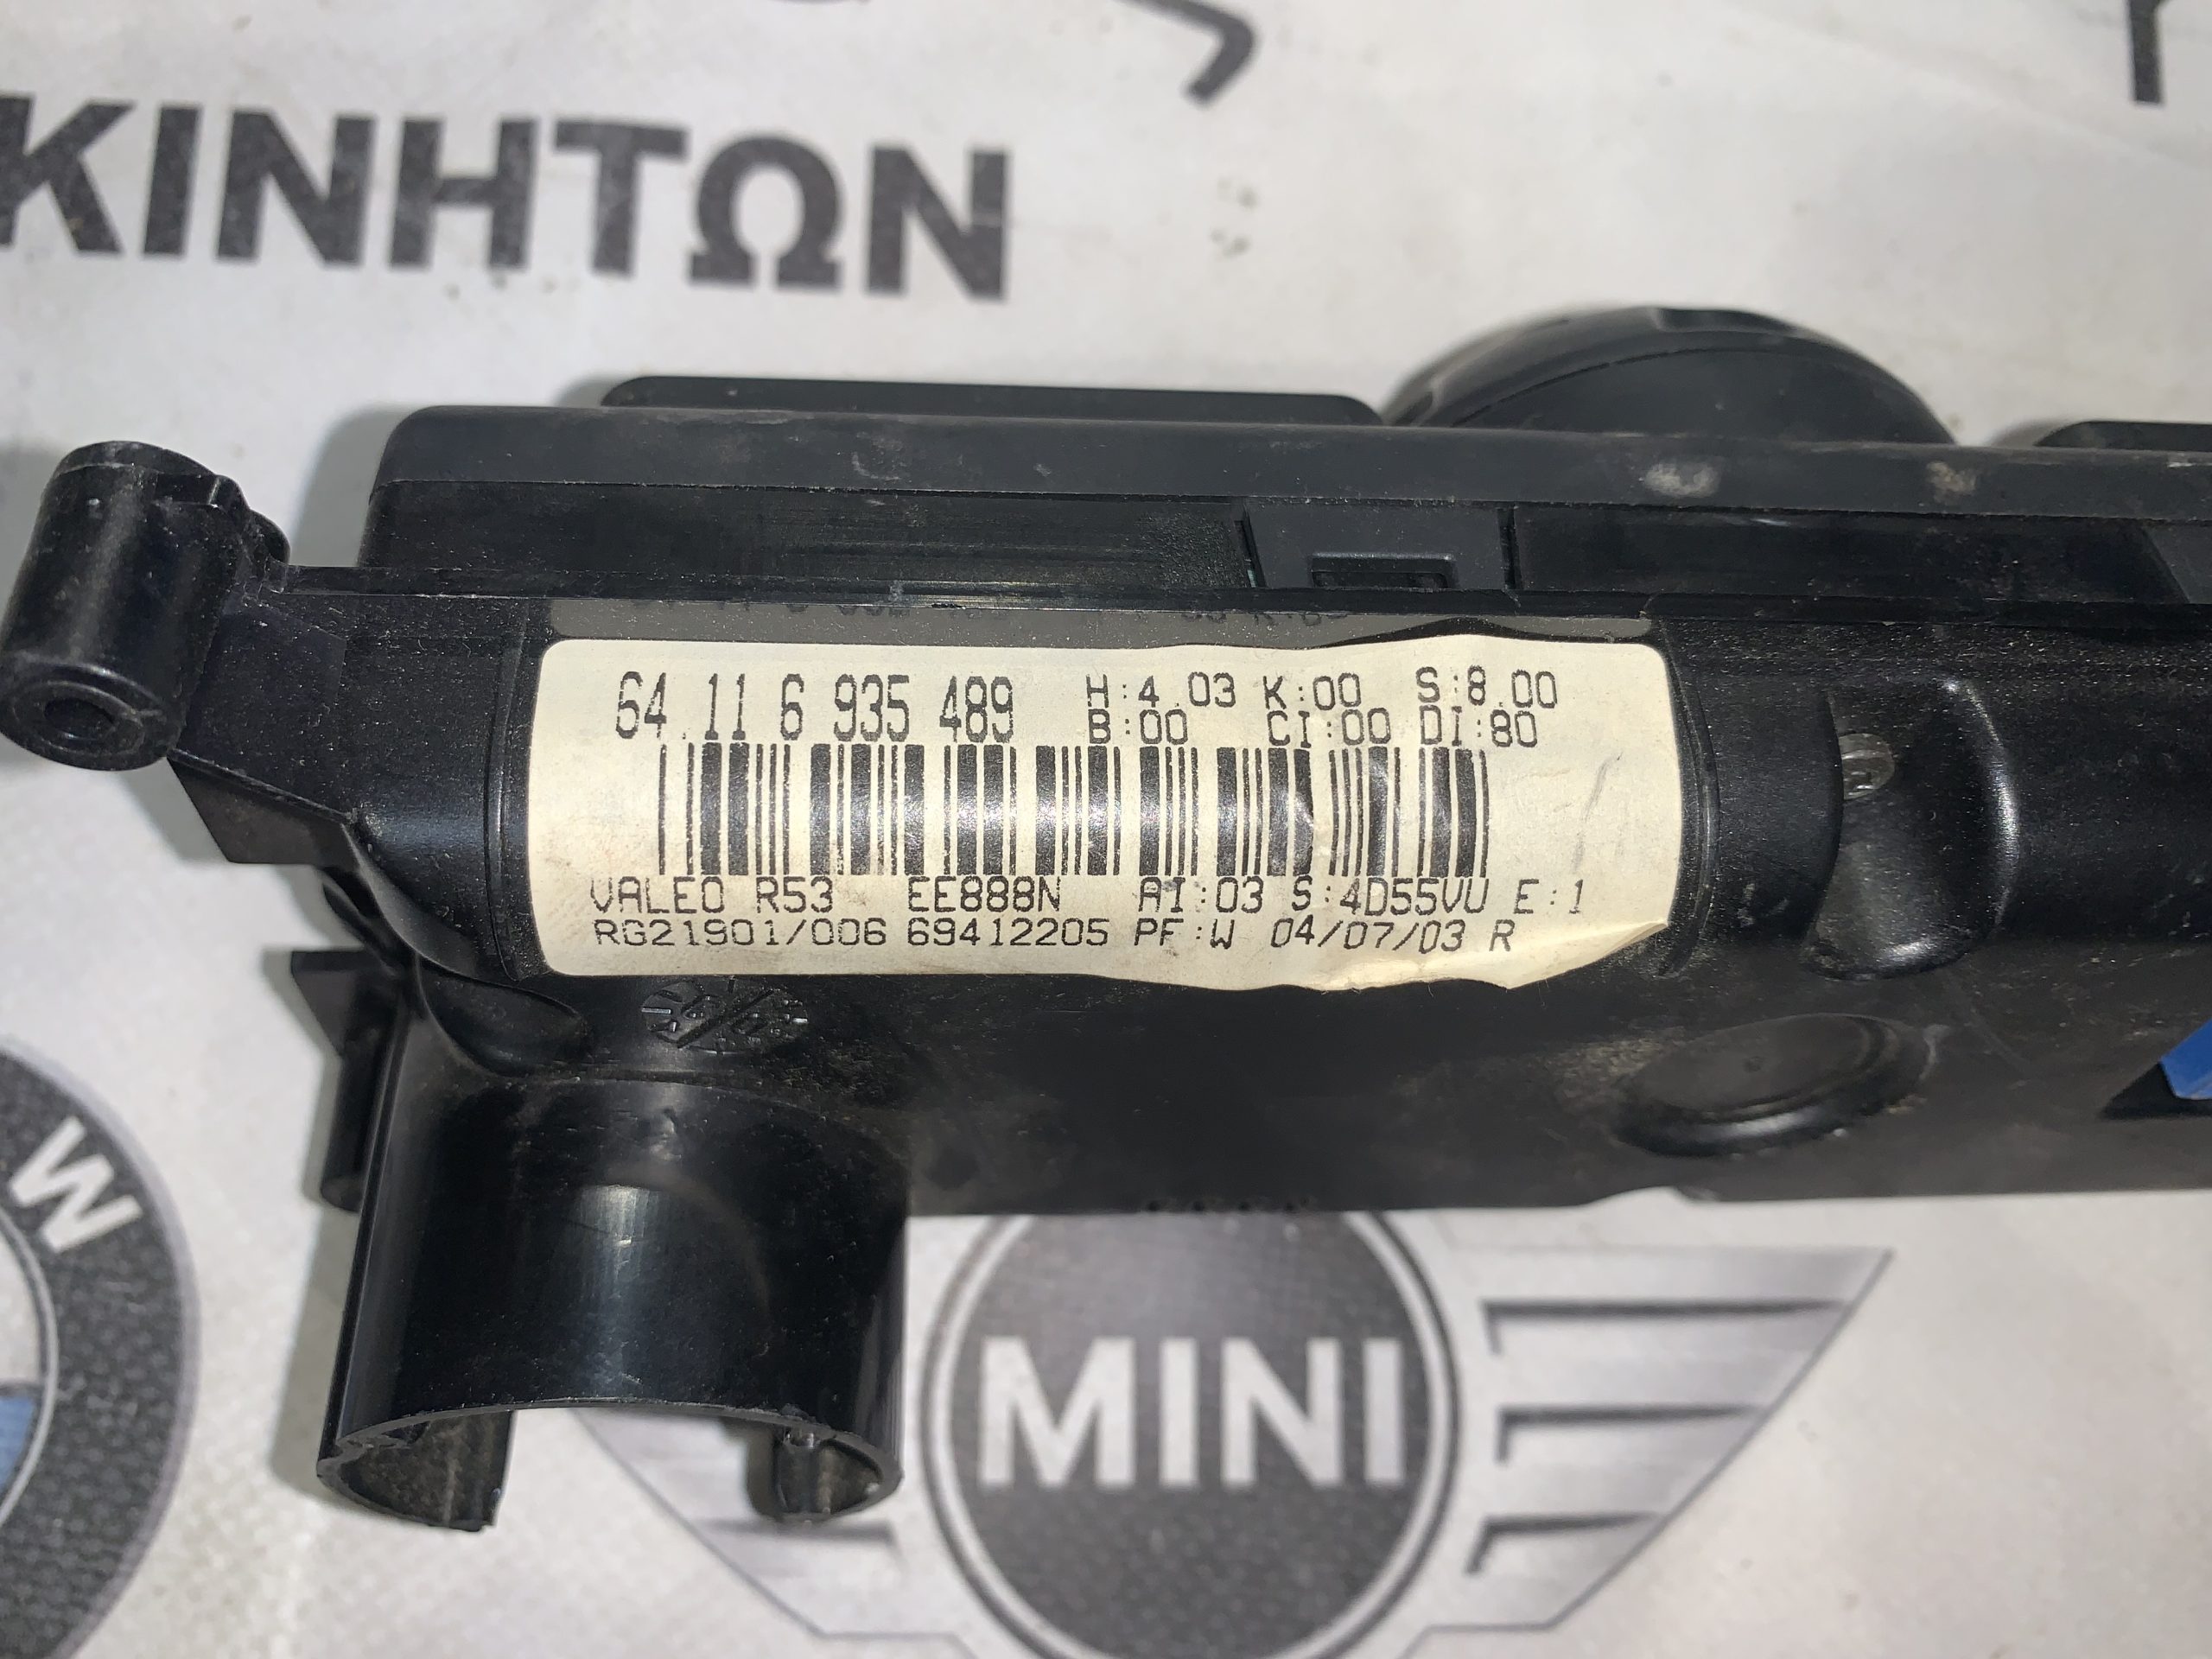 ΚΙΝΗΤΩΝ
64.11 6 935 489 H:4.03 K:00 S:8.00
B:00 CI:00 DI:80
VALEO R53 EE888N AI:03 S:4D55VU E:1
RG21901/006 69412205 PF:W 04/07/03 R
W
MINI